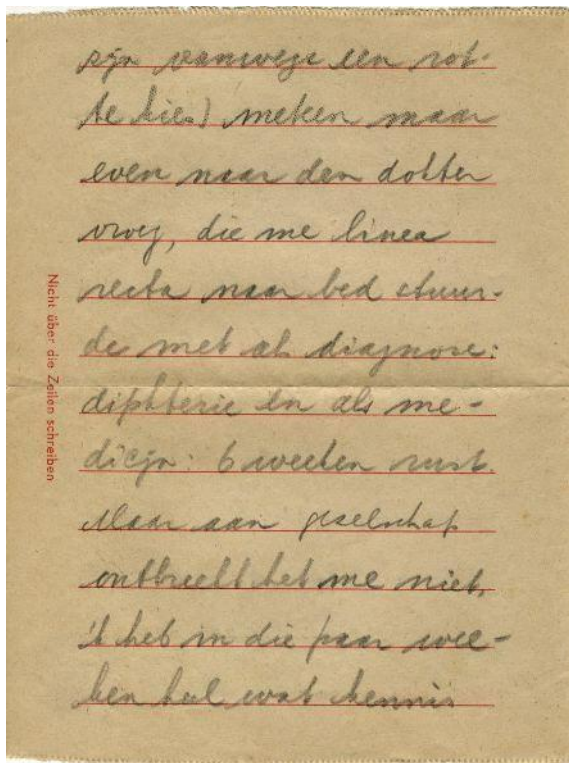 zijn vanwege een rot-
te kies) meteen maar
even naar den dokter
vroeg, die me linea
recta naar bed stuur-
de met als diagnose:
diphterie en als me-
dicijn: 6 weeken rust.
Maar aan gezelschap
ontbreekt het me niet,
'k heb in die paar wee-
ken heel wat kennis
Nicht über die Zeilen schreiben